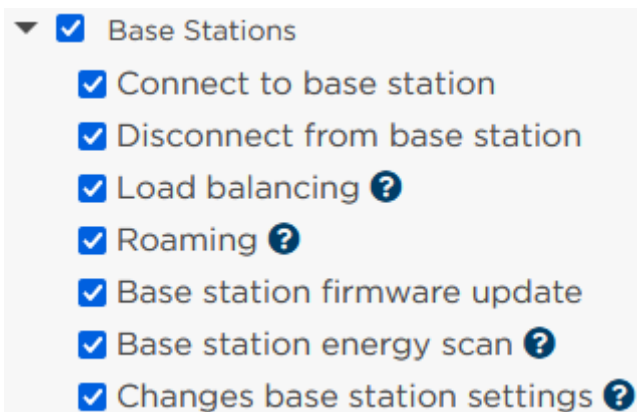 Base Stations
Connect to base station
Disconnect from base station
Load balancing ?
Roaming ?
Base station firmware update
Base station energy scan ?
Changes base station settings ?